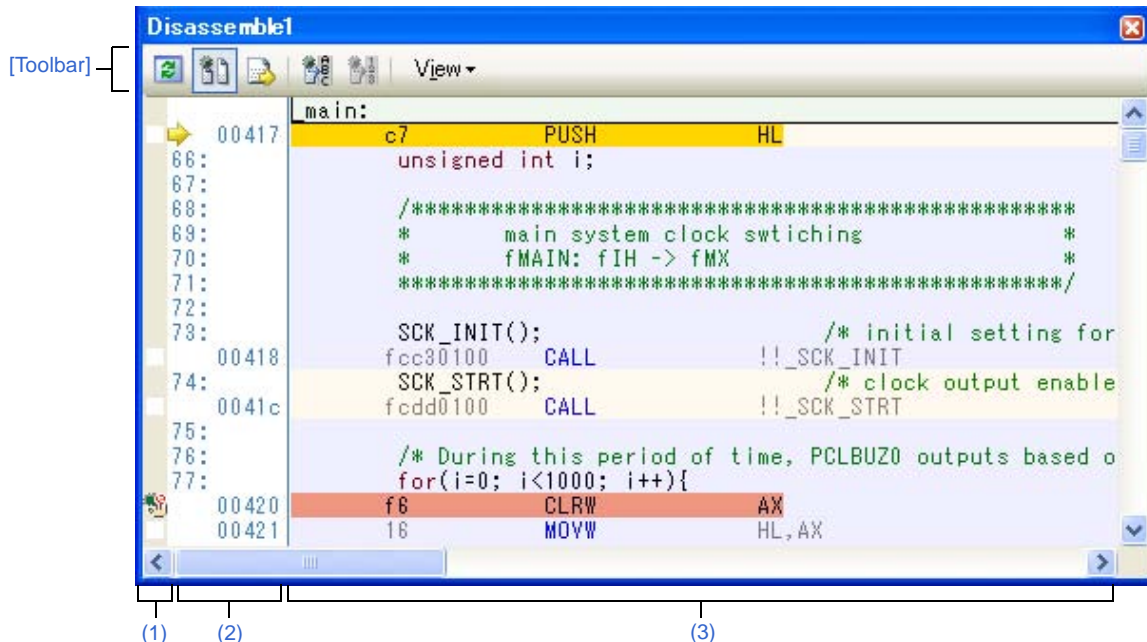 Disassemble1
[Toolbar]
View
_main:
00417 c7 PUSH HL
66: unsigned int i;
67:
68: /**************************************************
69: * main system clock swtiching *
70: * fMAIN: fIH -> fMX *
71: **************************************************/
72:
73: SCK_INIT(); /* initial setting for
00418 fcc30100 CALL !!_SCK_INIT
74: SCK_STRT(); /* clock output enable
0041c fcdd0100 CALL !!_SCK_STRT
75:
76: /* During this period of time, PCLBUZ0 outputs based o
77: for(i=0; i<1000; i++){
00420 f6 CLRW AX
00421 16 MOVW HL,AX
(1) (2) (3)